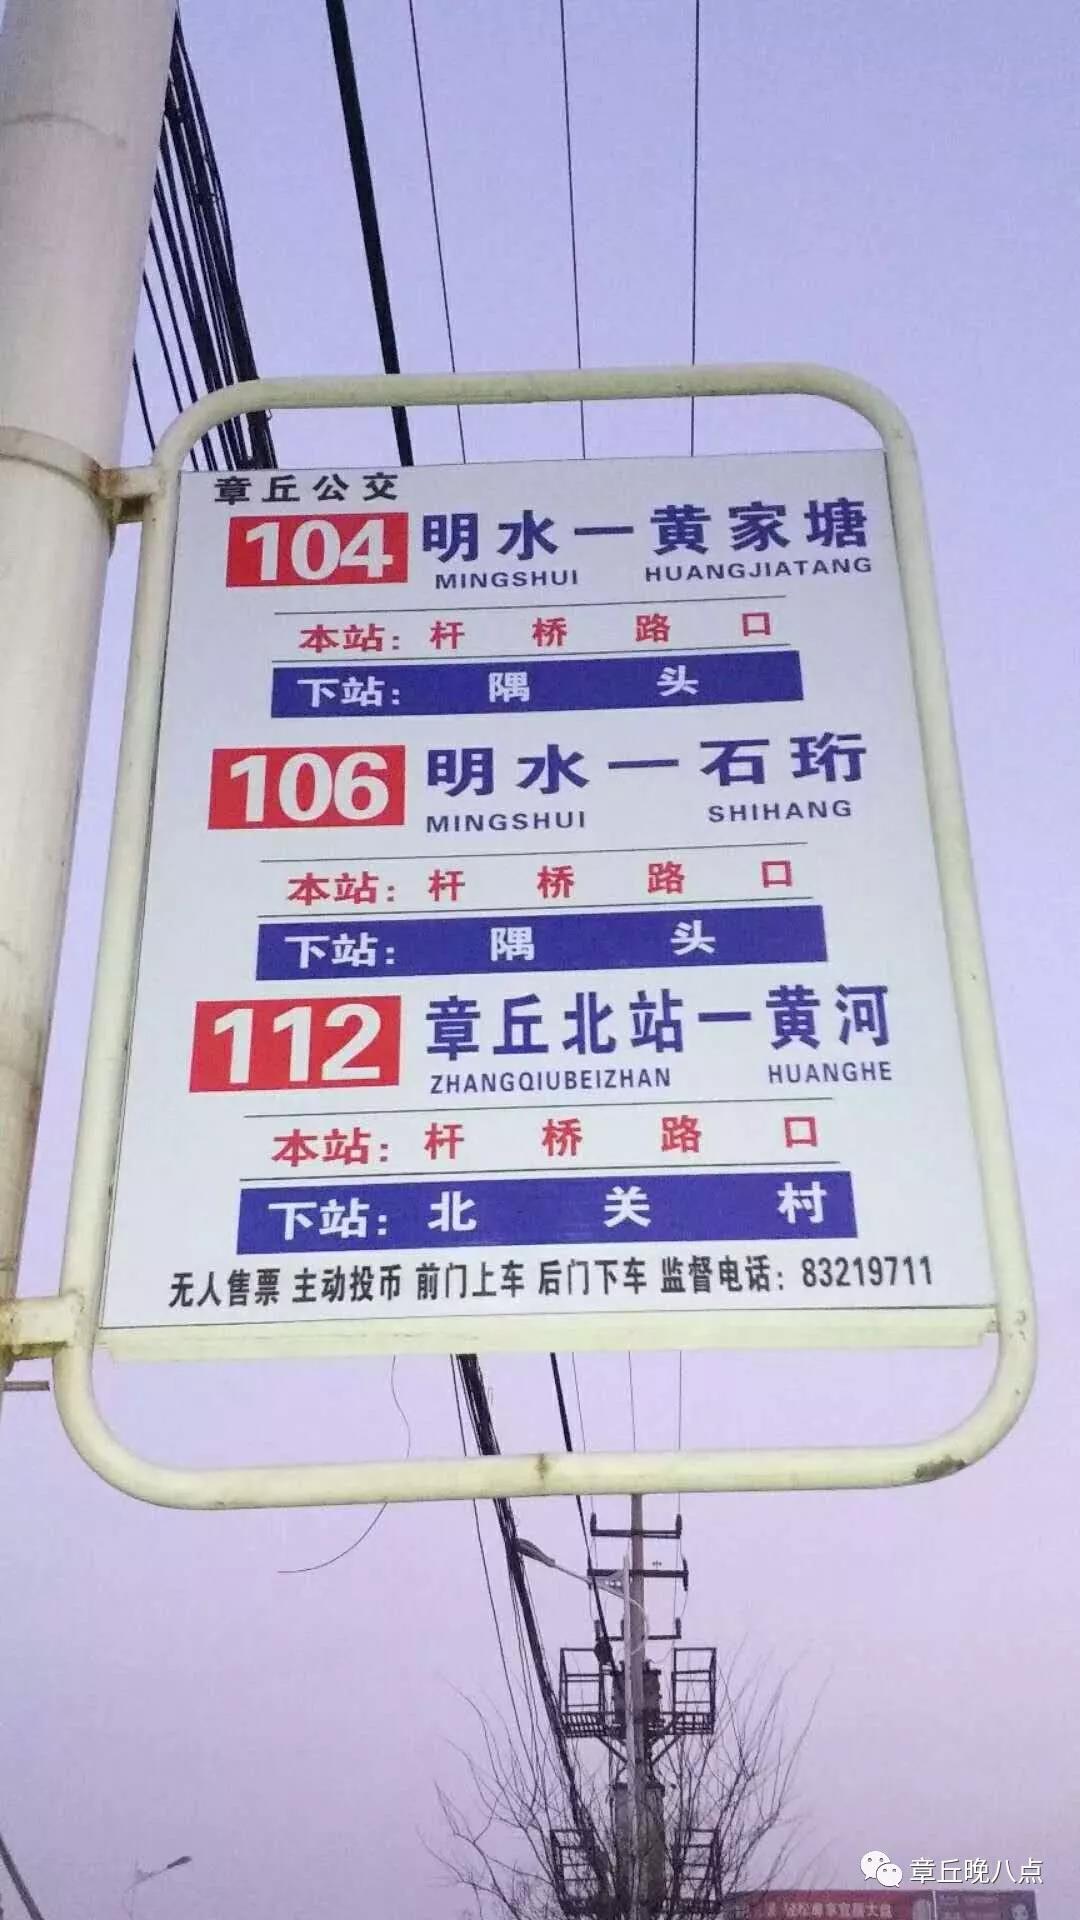 章丘公交
104 明水一黄家塘
MINGSHUI HUANGJIATANG
本站：杆桥路口
下站：隅头
106 明水一石珩
MINGSHUI SHIHANG
本站：杆桥路口
下站：隅头
112 章丘北站一黄河
ZHANGQIUBEIZHAN HUANGHE
本站：杆桥路口
下站：北关村
无人售票 主动投币 前门上车 后门下车 监督电话：83219711
章丘晚八点